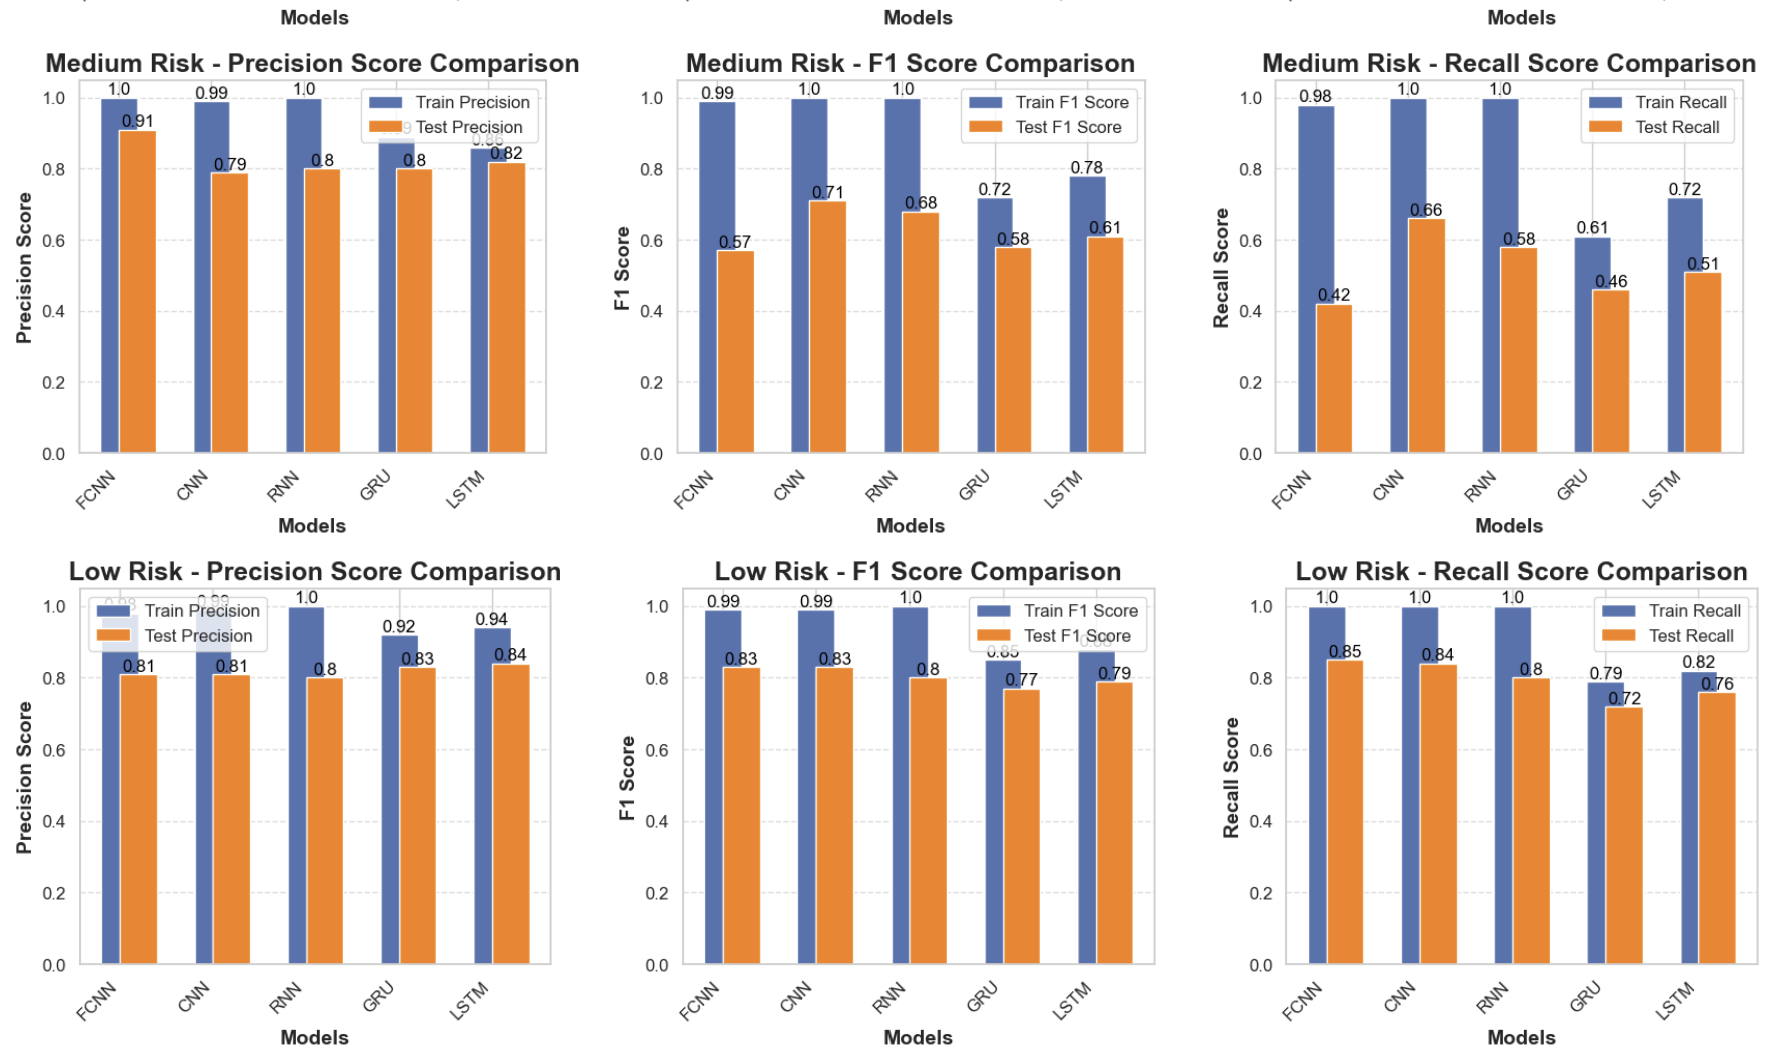 Models
Models
Models
Medium Risk - Precision Score Comparison
Precision Score
1.0
0.8
0.6
0.4
0.2
0.0
1.0
0.99
1.0
0.86
0.91
0.79
0.8
0.8
0.82
Train Precision
Test Precision
FCNN
CNN
RNN
GRU
LSTM
Models
Medium Risk - F1 Score Comparison
F1 Score
1.0
0.8
0.6
0.4
0.2
0.0
0.99
1.0
1.0
0.72
0.78
0.57
0.71
0.68
0.58
0.61
Train F1 Score
Test F1 Score
FCNN
CNN
RNN
GRU
LSTM
Models
Medium Risk - Recall Score Comparison
Recall Score
1.0
0.8
0.6
0.4
0.2
0.0
0.98
1.0
1.0
0.61
0.72
0.42
0.66
0.58
0.46
0.51
Train Recall
Test Recall
FCNN
CNN
RNN
GRU
LSTM
Models
Low Risk - Precision Score Comparison
Precision Score
1.0
0.8
0.6
0.4
0.2
0.0
0.98
0.99
1.0
0.92
0.94
0.81
0.81
0.8
0.83
0.84
Train Precision
Test Precision
FCNN
CNN
RNN
GRU
LSTM
Models
Low Risk - F1 Score Comparison
F1 Score
1.0
0.8
0.6
0.4
0.2
0.0
0.99
0.99
1.0
0.85
0.83
0.83
0.8
0.77
0.79
Train F1 Score
Test F1 Score
FCNN
CNN
RNN
GRU
LSTM
Models
Low Risk - Recall Score Comparison
Recall Score
1.0
0.8
0.6
0.4
0.2
0.0
1.0
1.0
1.0
0.79
0.82
0.85
0.84
0.8
0.72
0.76
Train Recall
Test Recall
FCNN
CNN
RNN
GRU
LSTM
Models